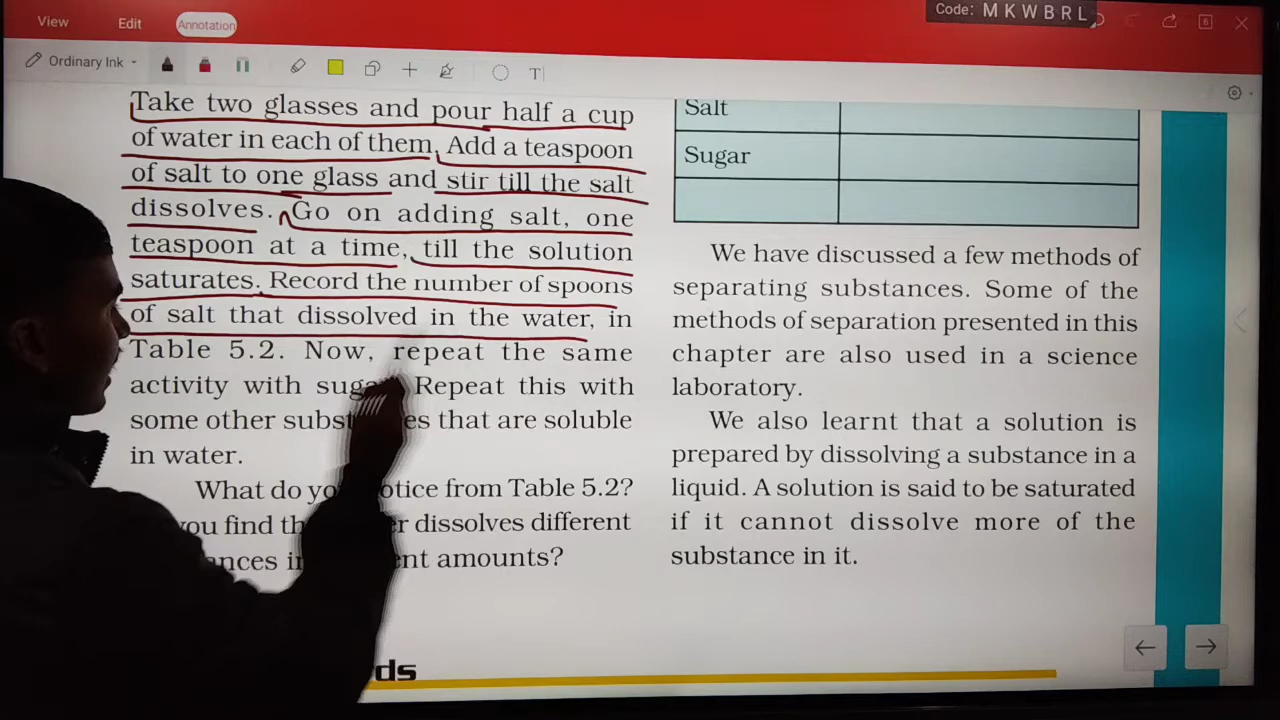 View Edit Annotation
Code: M K W B R L
6
Ordinary Ink
T
Take two glasses and pour half a cup
of water in each of them. Add a teaspoon
of salt to one glass and stir till the salt
dissolves. Go on adding salt, one
teaspoon at a time, till the solution
saturates. Record the number of spoons
of salt that dissolved in the water, in
Table 5.2. Now, repeat the same
activity with Repeat this with
some other that are soluble
in water.
What do from Table 5.2?
find dissolves different
amounts?
Salt
Sugar
We have discussed a few methods of
separating substances. Some of the
methods of separation presented in this
chapter are also used in a science
laboratory.
We also learnt that a solution is
prepared by dissolving a substance in a
liquid. A solution is said to be saturated
if it cannot dissolve more of the
substance in it.